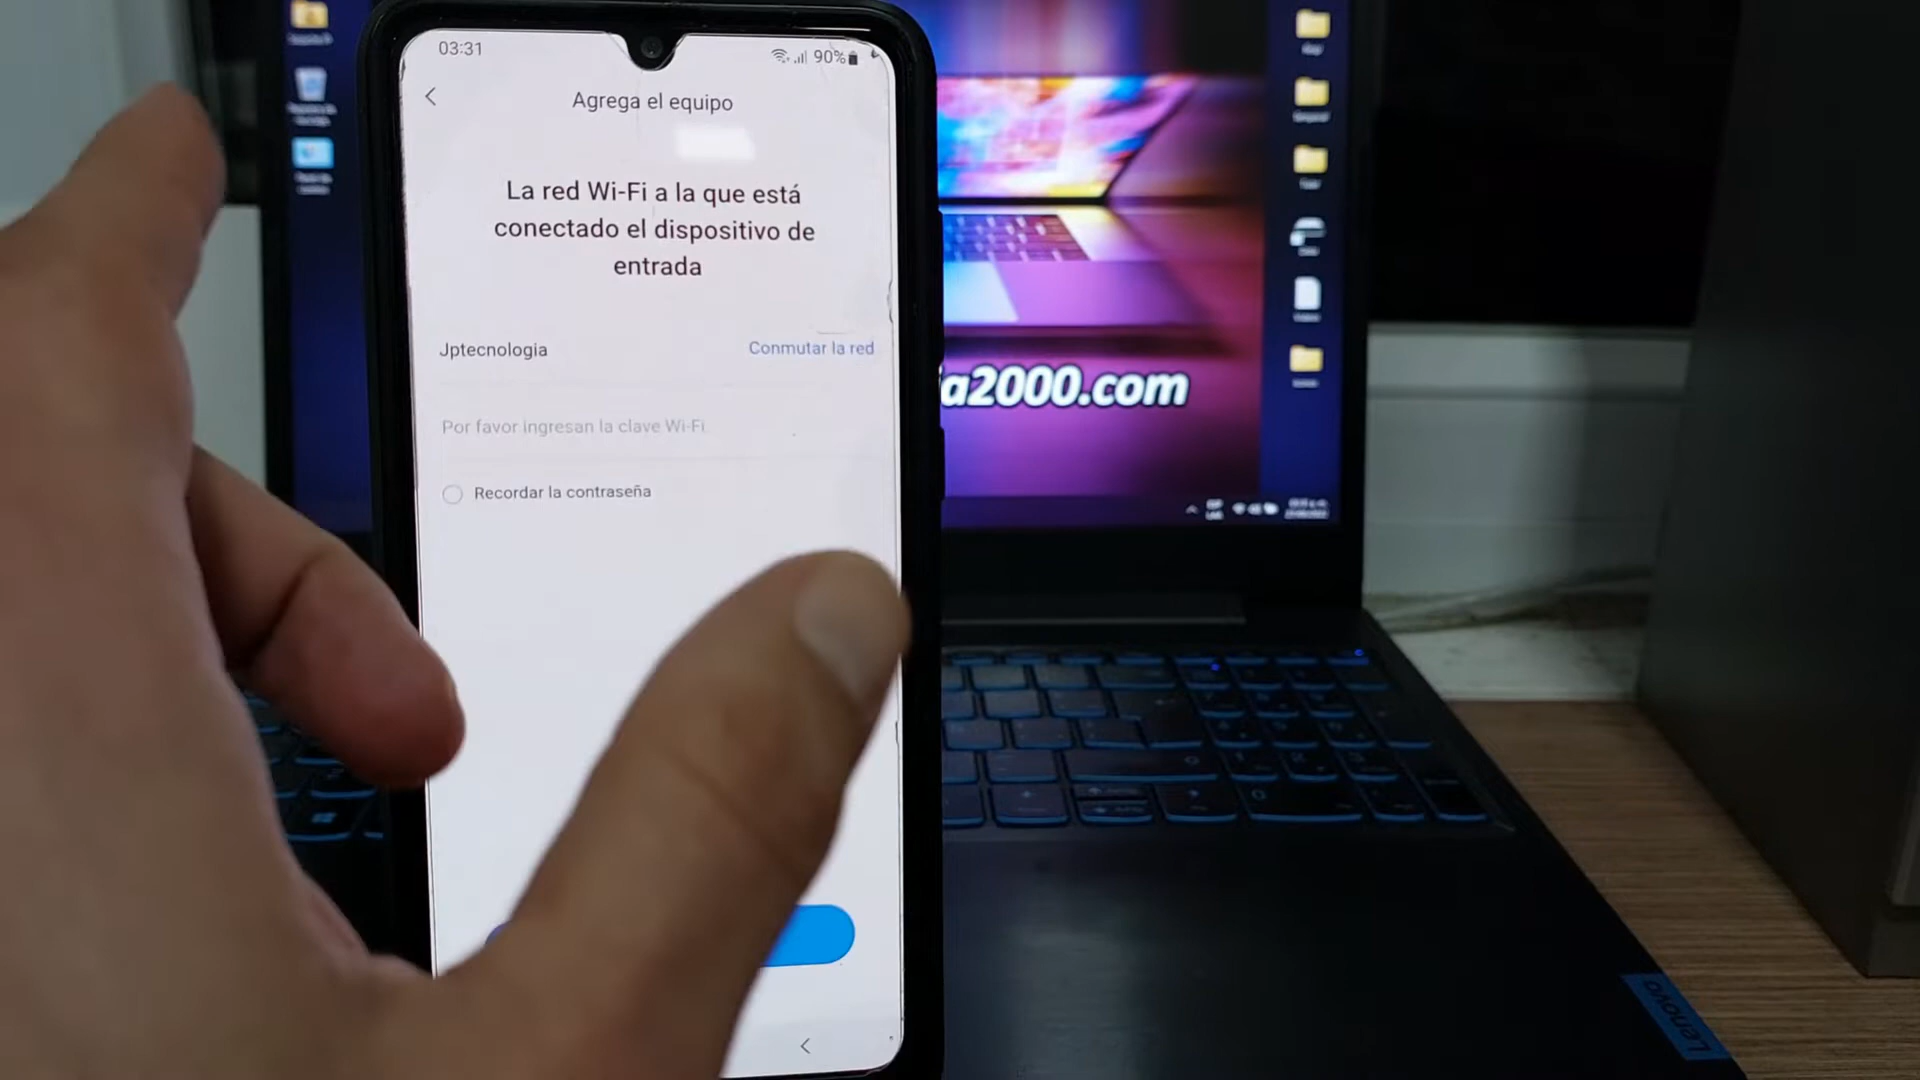 03:31
90%
Agrega el equipo
La red Wi-Fi a la que está
conectado el dispositivo de
entrada
Jptecnologia
Conmutar la red
Por favor ingresan la clave Wi-Fi
Recordar la contraseña
a2000.com
Lenovo